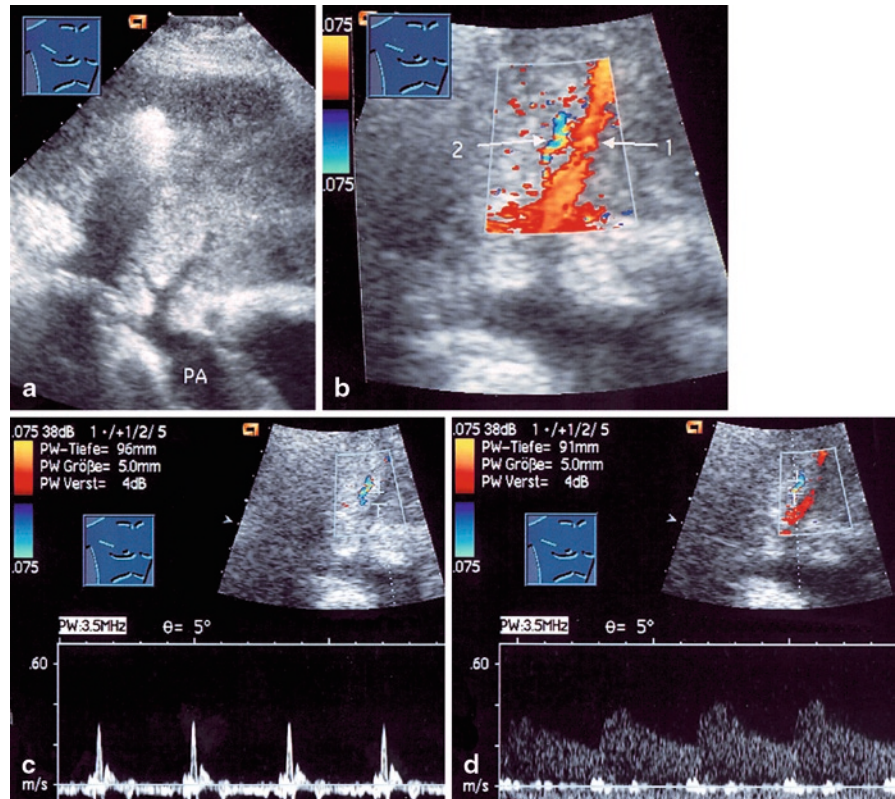 PA
a
.075
.075
2
1
b
.075 38dB 1 •/+1/2/ 5
PW-Tiefe= 96mm
PW Größe= 5.0mm
PW Verst= 4dB
.075
PW:3.5MHz
θ= 5°
.60
m/s
c
.075 38dB 1 •/+1/2/ 5
PW-Tiefe= 91mm
PW Größe= 5.0mm
PW Verst= 4dB
.075
PW:3.5MHz
θ= 5°
.60
m/s
d